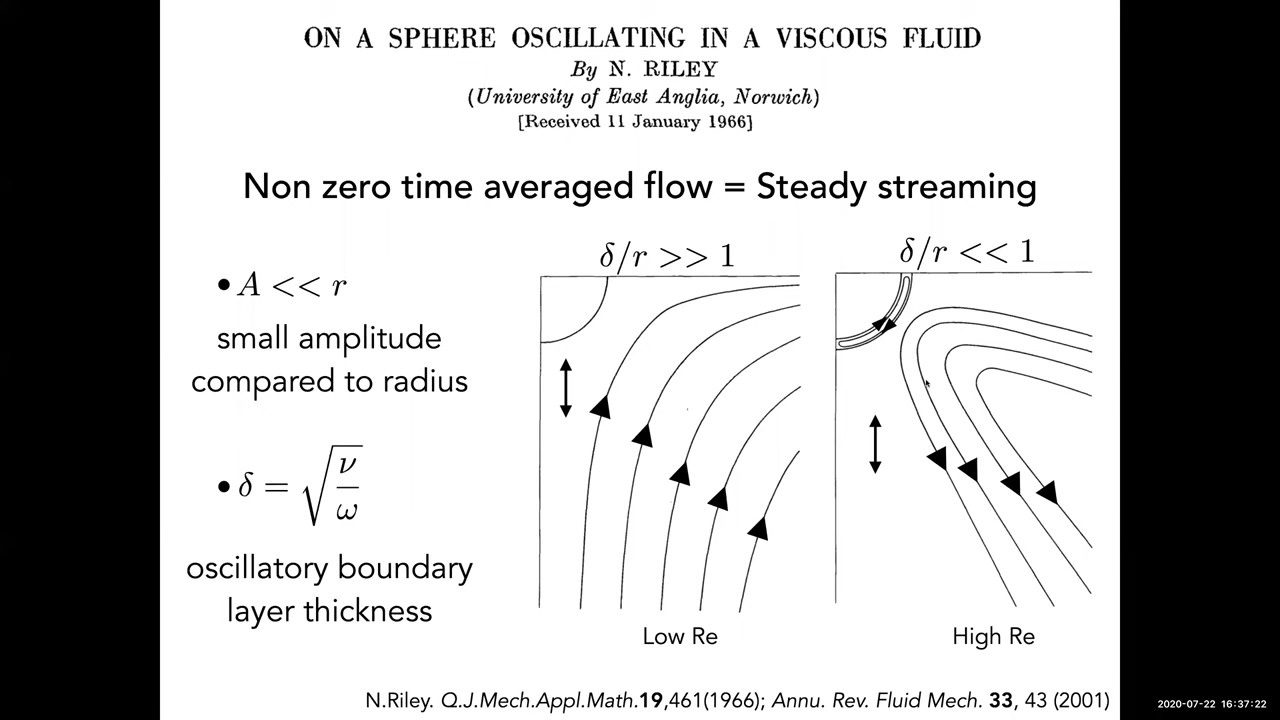 ON A SPHERE OSCILLATING IN A VISCOUS FLUID
By N. RILEY
(University of East Anglia, Norwich)
[Received 11 January 1966]
Non zero time averaged flow = Steady streaming
• A << r
small amplitude
compared to radius
• δ = √(ν/ω)
oscillatory boundary
layer thickness
δ/r >> 1
Low Re
δ/r << 1
High Re
N.Riley. Q.J.Mech.Appl.Math.19,461(1966); Annu. Rev. Fluid Mech. 33, 43 (2001)
2020-07-22 16:37:22